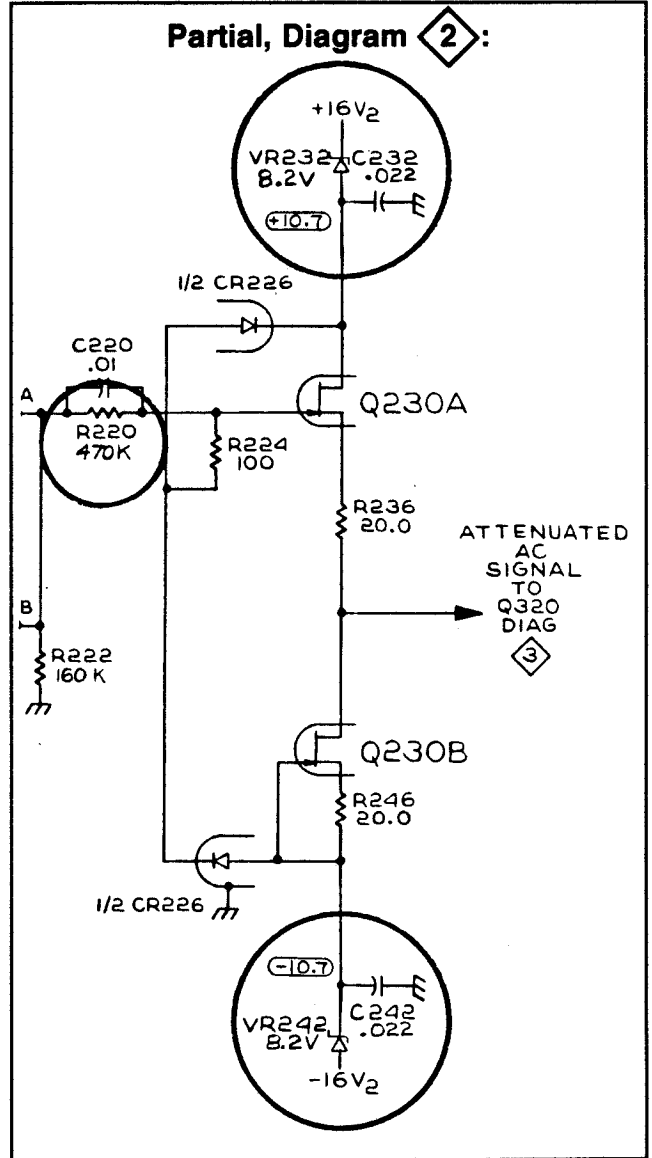 Partial, Diagram 2:
+16V2
VR232
8.2V
C232
.022
+10.7
1/2 CR226
C220
.01
A
R220
470K
R224
100
Q230A
R236
20.0
ATTENUATED
AC
SIGNAL
TO
Q320
DIAG
3
B
R222
160 K
Q230B
R246
20.0
1/2 CR226
-10.7
C242
.022
VR242
8.2V
-16V2